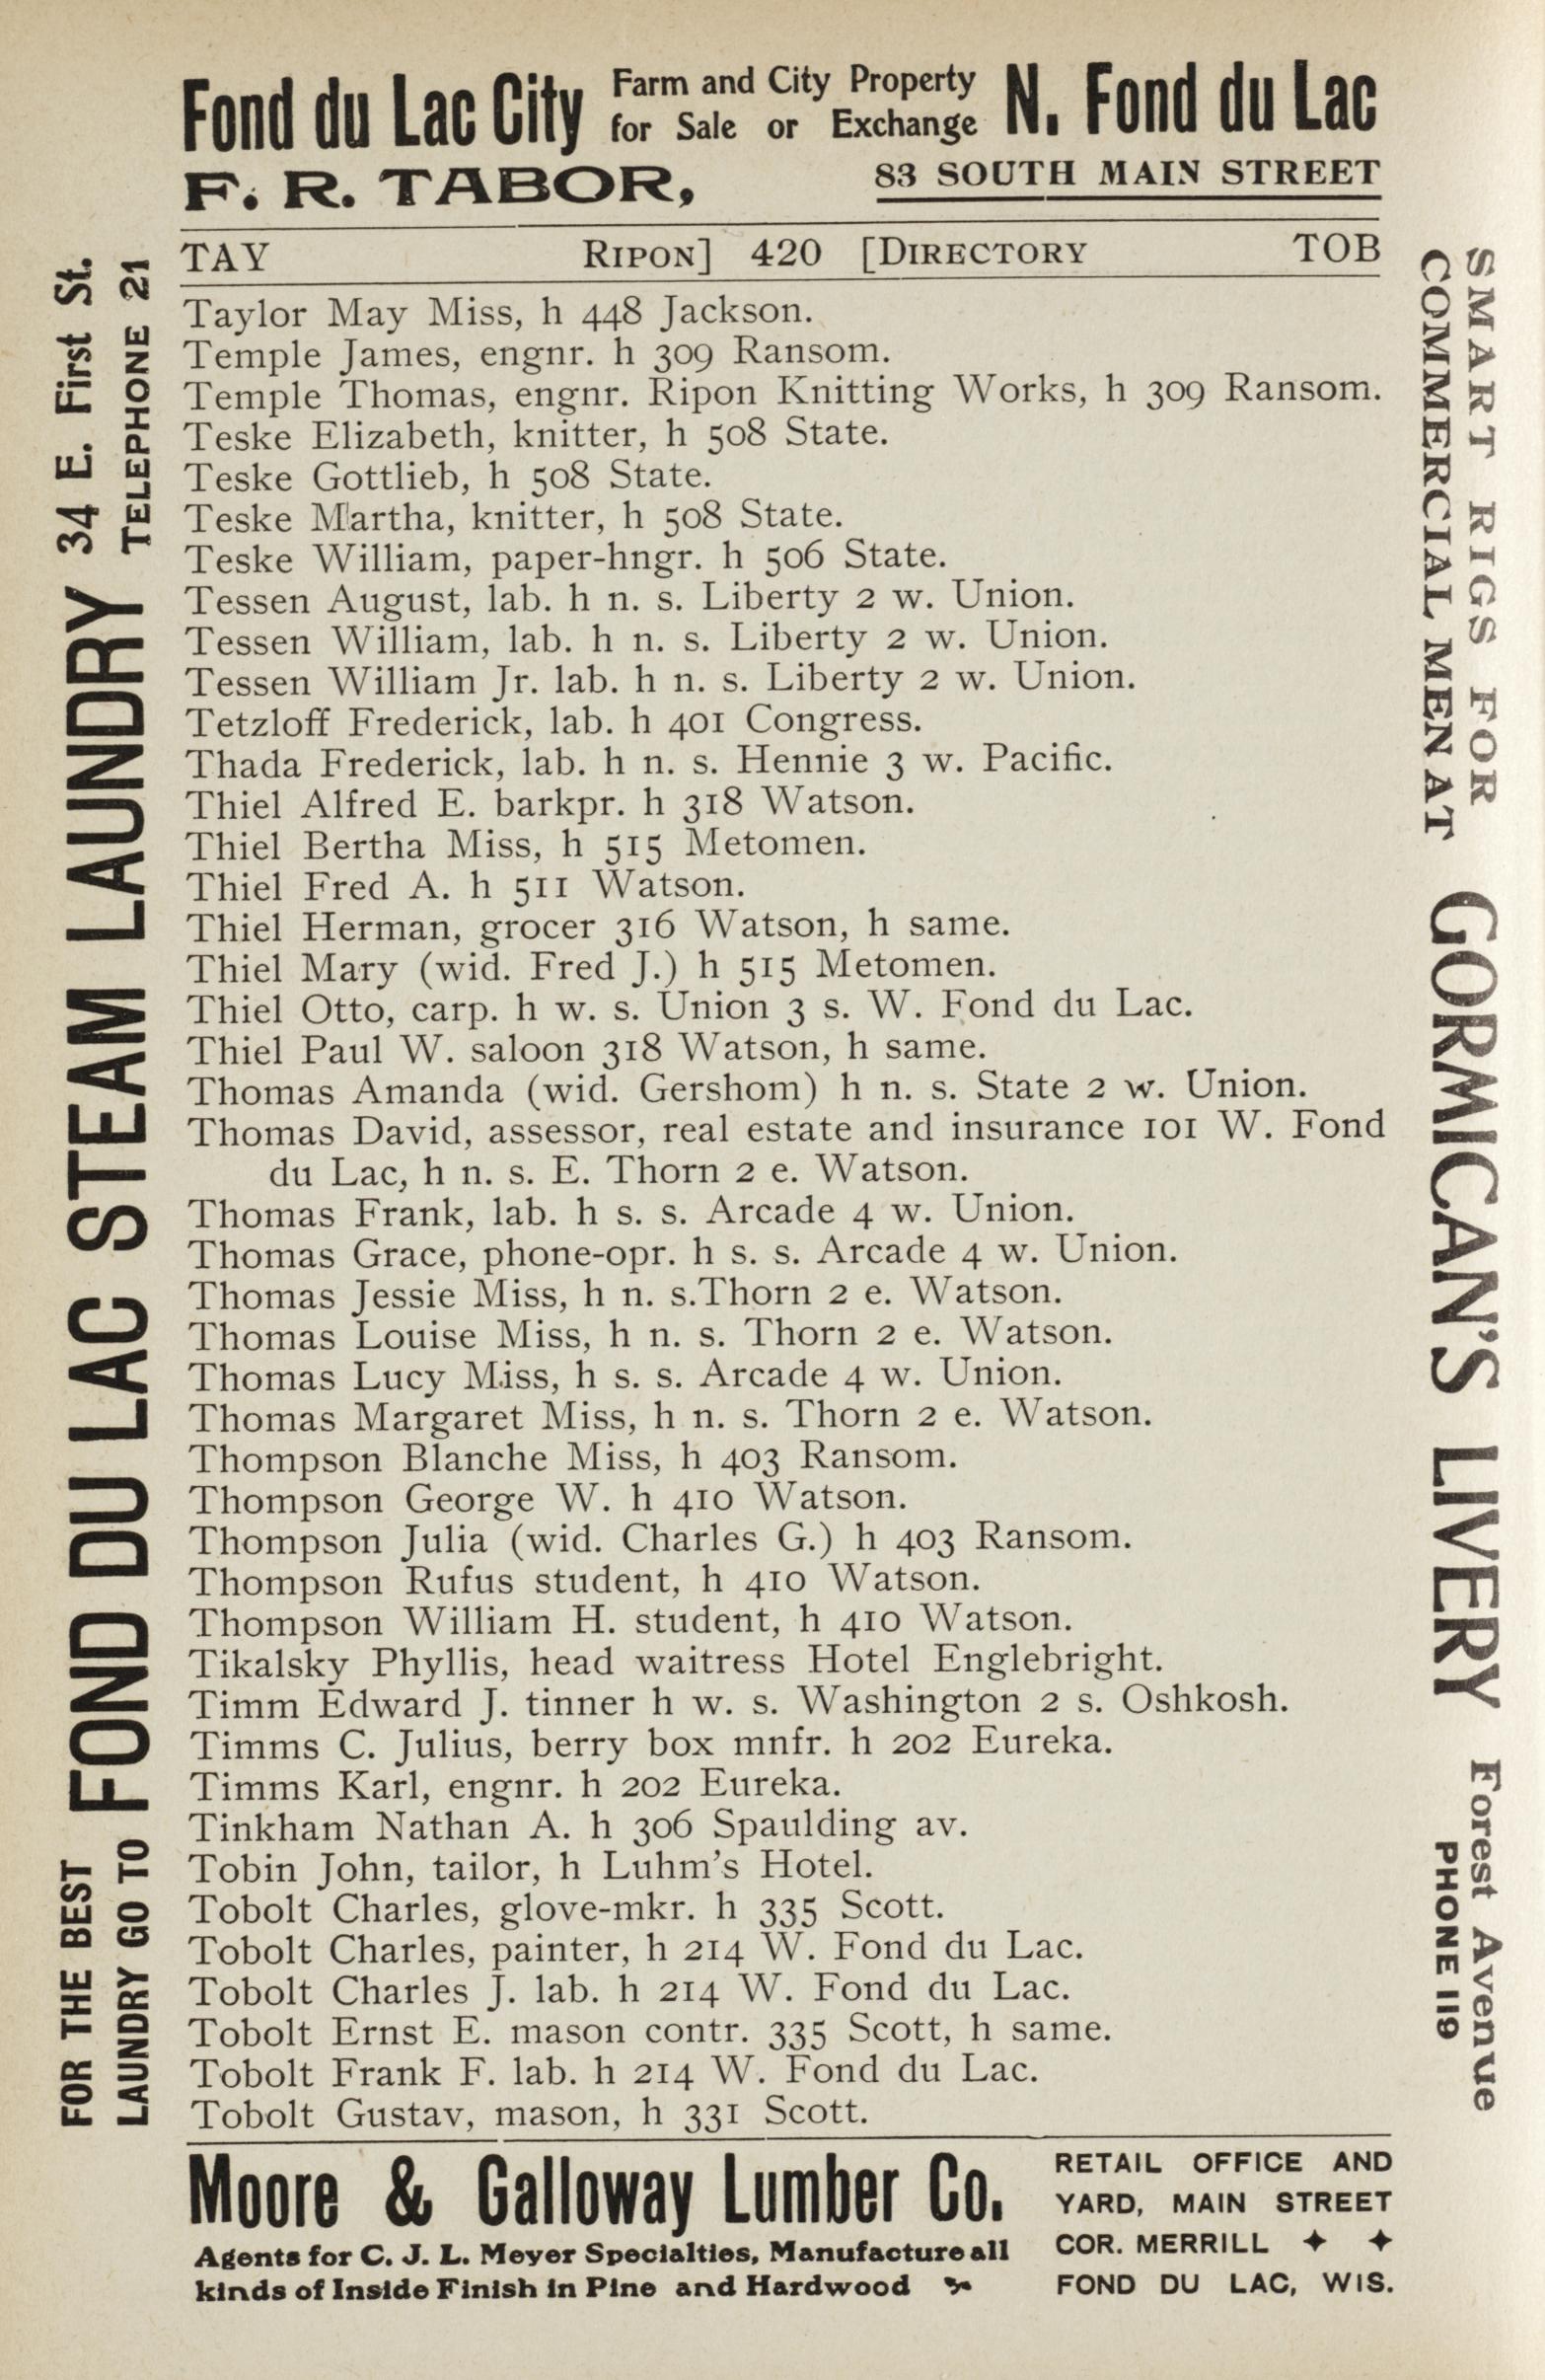 Fond du Lac City Farm and City Property N. Fond du Lac
for Sale or Exchange
F. R. TABOR, 83 SOUTH MAIN STREET
TAY RIPON] 420 [DIRECTORY TOB
Taylor May Miss, h 448 Jackson.
Temple James, engnr. h 309 Ransom.
Temple Thomas, engnr. Ripon Knitting Works, h 309 Ransom.
Teske Elizabeth, knitter, h 508 State.
Teske Gottlieb, h 508 State.
Teske Martha, knitter, h 508 State.
Teske William, paper-hngr. h 506 State.
Tessen August, lab. h n. s. Liberty 2 w. Union.
Tessen William, lab. h n. s. Liberty 2 w. Union.
Tessen William Jr. lab. h n. s. Liberty 2 w. Union.
Tetzloff Frederick, lab. h 401 Congress.
Thada Frederick, lab. h n. s. Hennie 3 w. Pacific.
Thiel Alfred E. barkpr. h 318 Watson.
Thiel Bertha Miss, h 515 Metomen.
Thiel Fred A. h 511 Watson.
Thiel Herman, grocer 316 Watson, h same.
Thiel Mary (wid. Fred J.) h 515 Metomen.
Thiel Otto, carp. h w. s. Union 3 s. W. Fond du Lac.
Thiel Paul W. saloon 318 Watson, h same.
Thomas Amanda (wid. Gershom) h n. s. State 2 w. Union.
Thomas David, assessor, real estate and insurance 101 W. Fond
du Lac, h n. s. E. Thorn 2 e. Watson.
Thomas Frank, lab. h s. s. Arcade 4 w. Union.
Thomas Grace, phone-opr. h s. s. Arcade 4 w. Union.
Thomas Jessie Miss, h n. s.Thorn 2 e. Watson.
Thomas Louise Miss, h n. s. Thorn 2 e. Watson.
Thomas Lucy Miss, h s. s. Arcade 4 w. Union.
Thomas Margaret Miss, h n. s. Thorn 2 e. Watson.
Thompson Blanche Miss, h 403 Ransom.
Thompson George W. h 410 Watson.
Thompson Julia (wid. Charles G.) h 403 Ransom.
Thompson Rufus student, h 410 Watson.
Thompson William H. student, h 410 Watson.
Tikalsky Phyllis, head waitress Hotel Englebright.
Timm Edward J. tinner h w. s. Washington 2 s. Oshkosh.
Timms C. Julius, berry box mnfr. h 202 Eureka.
Timms Karl, engnr. h 202 Eureka.
Tinkham Nathan A. h 306 Spaulding av.
Tobin John, tailor, h Luhm's Hotel.
Tobolt Charles, glove-mkr. h 335 Scott.
Tobolt Charles, painter, h 214 W. Fond du Lac.
Tobolt Charles J. lab. h 214 W. Fond du Lac.
Tobolt Ernst E. mason contr. 335 Scott, h same.
Tobolt Frank F. lab. h 214 W. Fond du Lac.
Tobolt Gustav, mason, h 331 Scott.
Moore & Galloway Lumber Co.
Agents for C. J. L. Meyer Specialties, Manufacture all
kinds of Inside Finish in Pine and Hardwood
RETAIL OFFICE AND
YARD, MAIN STREET
COR. MERRILL
FOND DU LAC, WIS.
FOR THE BEST
LAUNDRY GO TO
FOND DU LAC STEAM LAUNDRY
34 E. First St.
TELEPHONE 21
SMART RIGS FOR
COMMERCIAL MEN AT
GORMICAN'S LIVERY
Forest Avenue
PHONE 119